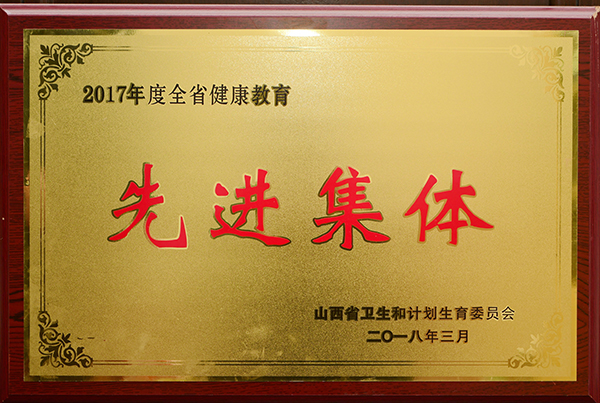 2017年度全省健康教育
先进集体
山西省卫生和计划生育委员会
二〇一八年三月